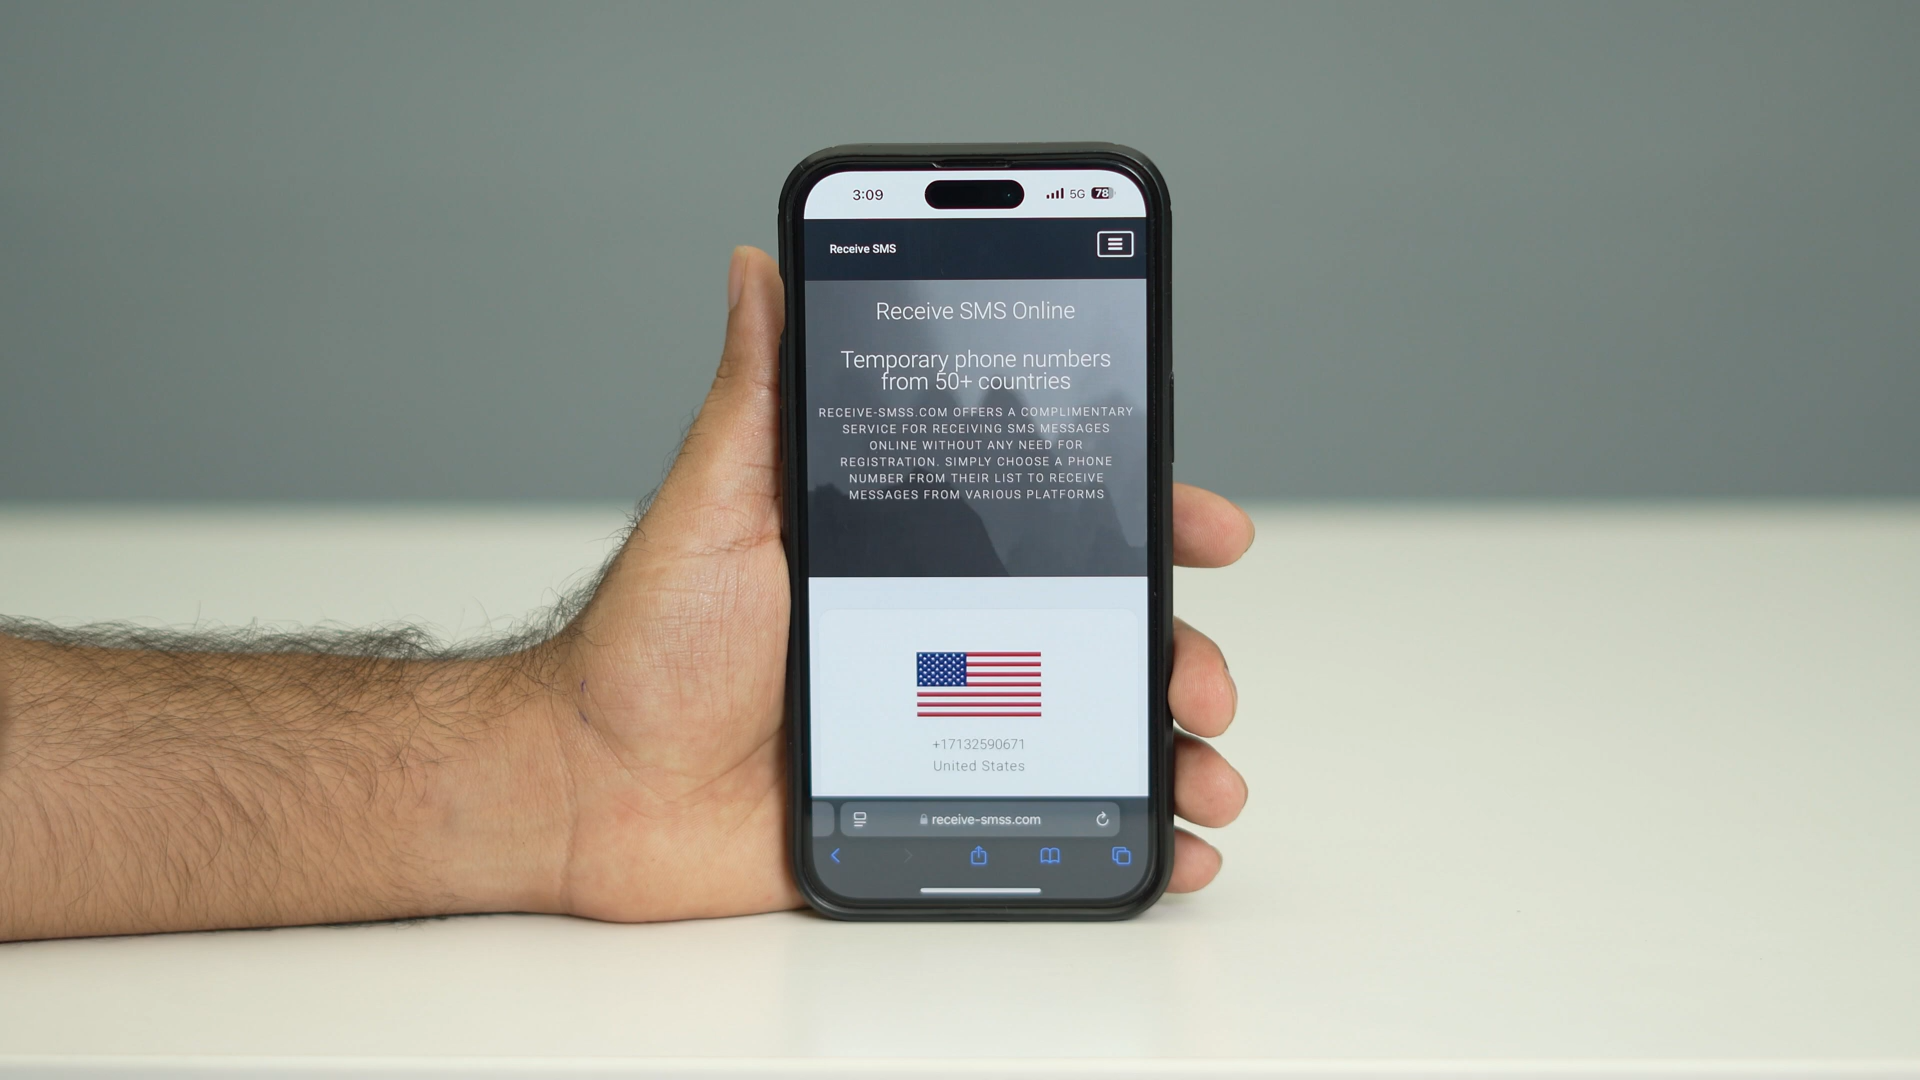 3:09 5G 78
Receive SMS
Receive SMS Online
Temporary phone numbers
from 50+ countries
RECEIVE-SMSS.COM OFFERS A COMPLIMENTARY
SERVICE FOR RECEIVING SMS MESSAGES
ONLINE WITHOUT ANY NEED FOR
REGISTRATION. SIMPLY CHOOSE A PHONE
NUMBER FROM THEIR LIST TO RECEIVE
MESSAGES FROM VARIOUS PLATFORMS
+17132590671
United States
receive-smss.com